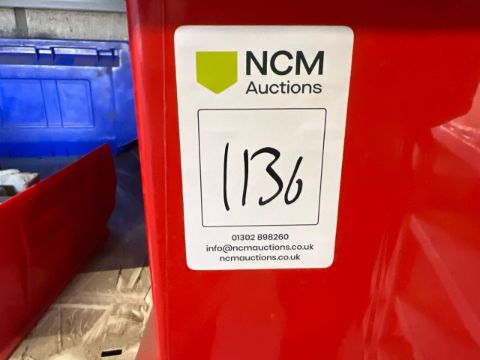 NCM
Auctions
1136
01302 898260
info@ncmauctions.co.uk
ncmauctions.co.uk